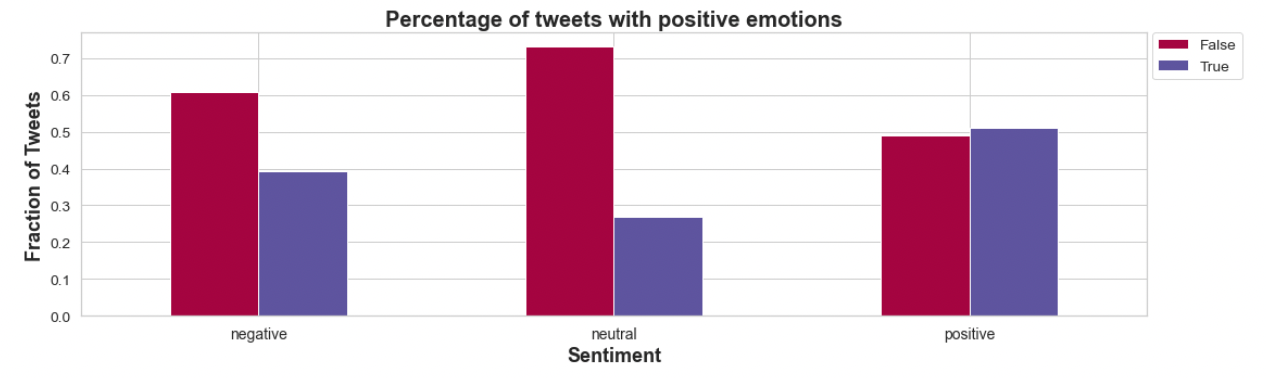 Percentage of tweets with positive emotions
False
True
Fraction of Tweets
0.7
0.6
0.5
0.4
0.3
0.2
0.1
0.0
negative neutral positive
Sentiment